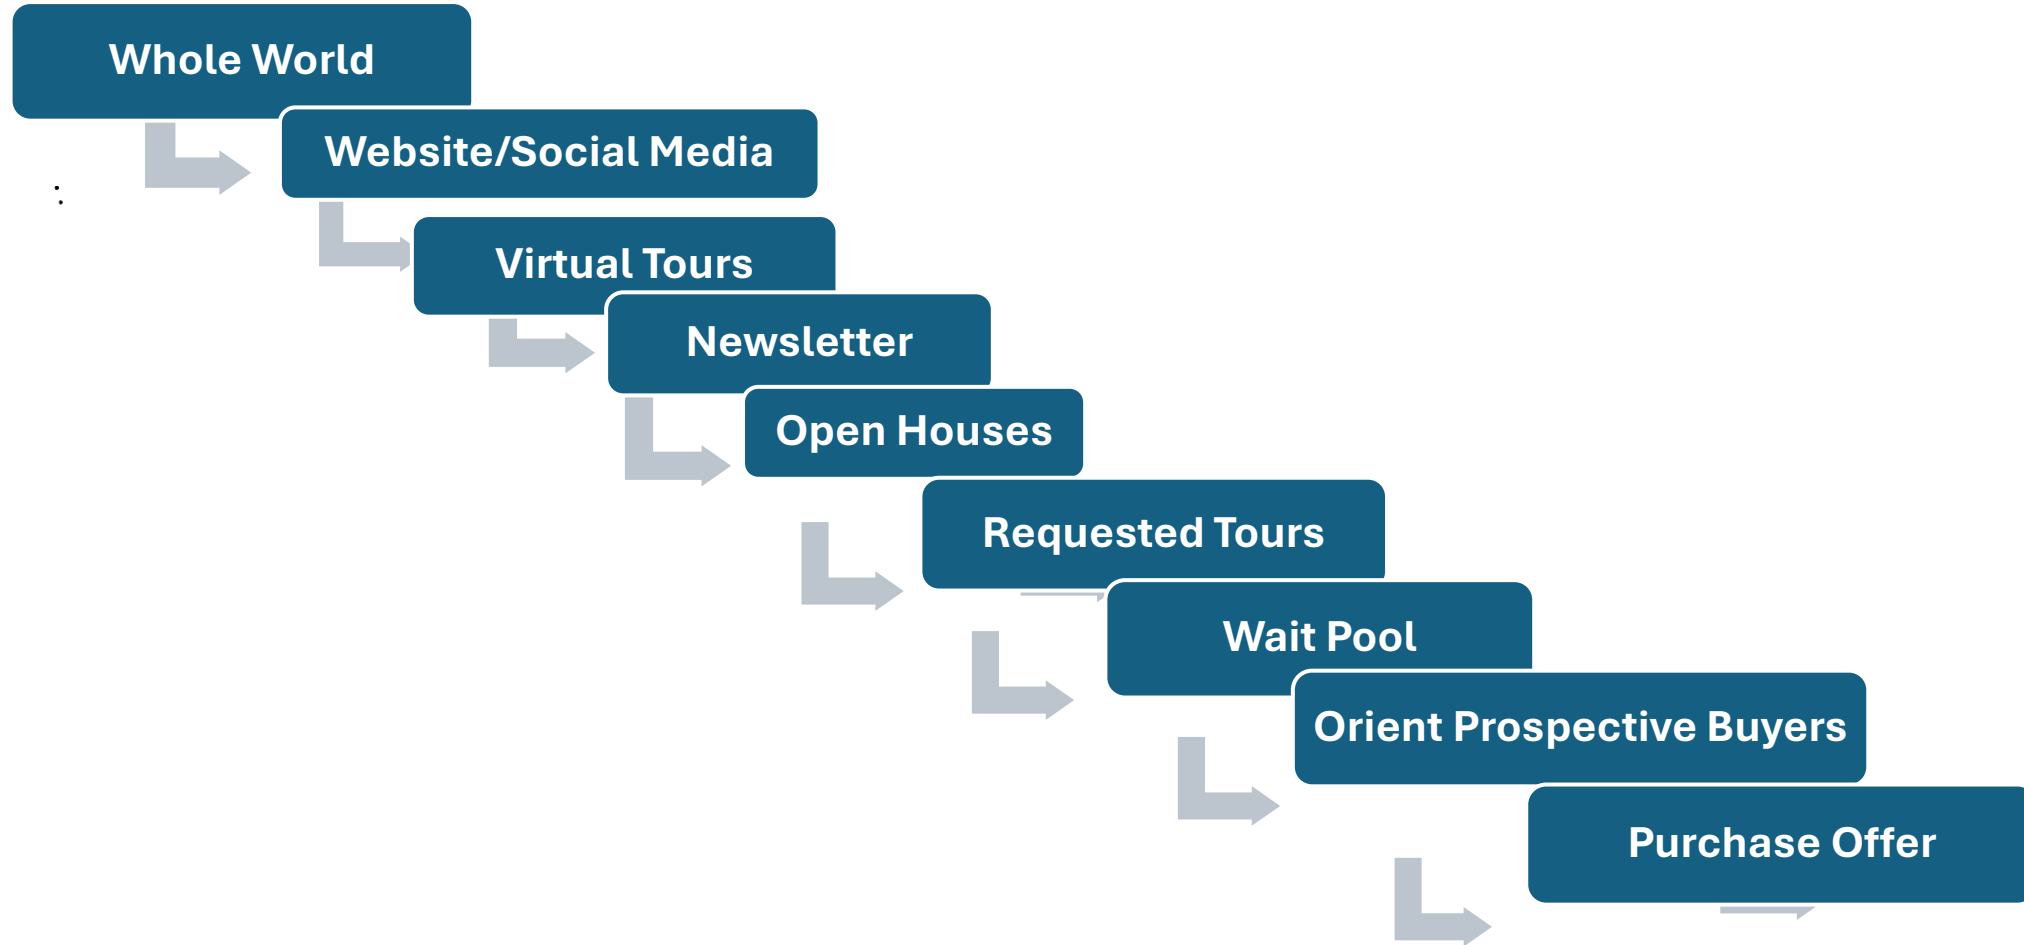 Whole World
Website/Social Media
Virtual Tours
Newsletter
Open Houses
Requested Tours
Wait Pool
Orient Prospective Buyers
Purchase Offer